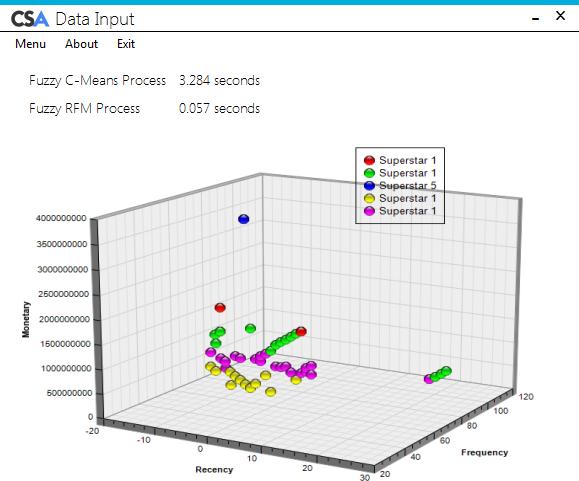 CSA Data Input
Menu About Exit
Fuzzy C-Means Process 3.284 seconds
Fuzzy RFM Process 0.057 seconds
Superstar 1
Superstar 1
Superstar 5
Superstar 1
Superstar 1
4000000000
3500000000
3000000000
2500000000
2000000000
1500000000
1000000000
500000000
0
Monetary
-20
-10
0
10
20
30
Recency
20
40
60
80
100
120
Frequency